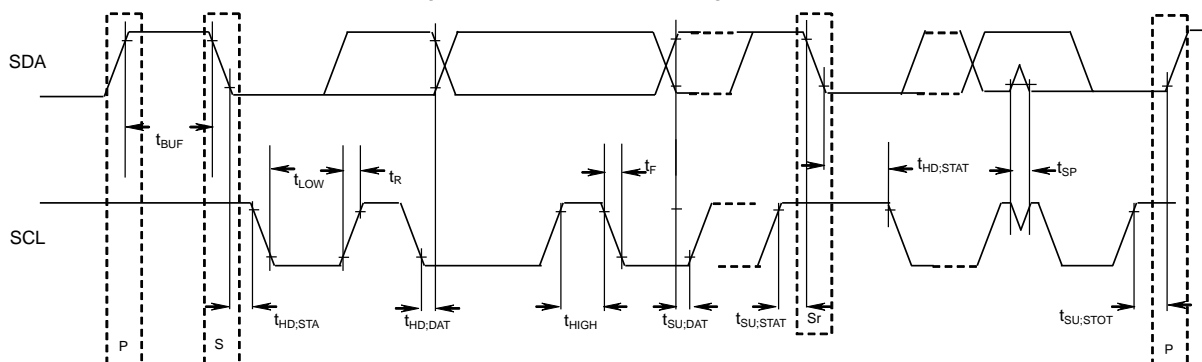 SDA
tBUF
tLOW
tR
tF
tHD;STAT
tSP
SCL
tHD;STA
tHD;DAT
tHIGH
tSU;DAT
tSU;STAT
Sr
tSU;STOT
P
S
P